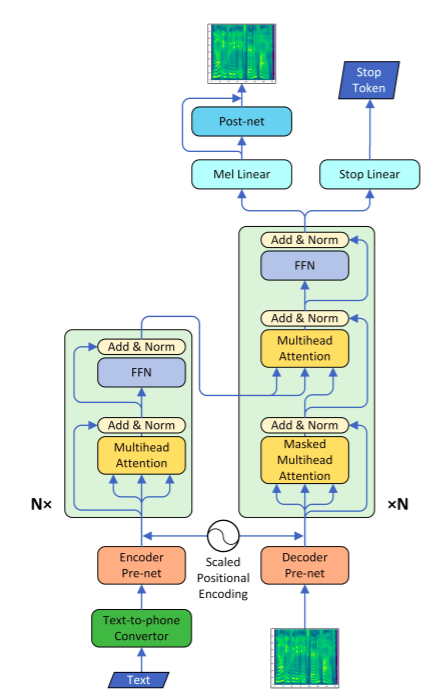 Stop
Token
Post-net
Mel Linear
Stop Linear
Add & Norm
FFN
Add & Norm
Multihead
Attention
Add & Norm
Masked
Multihead
Attention
×N
Add & Norm
FFN
Add & Norm
Multihead
Attention
N×
Encoder
Pre-net
Scaled
Positional
Encoding
Decoder
Pre-net
Text-to-phone
Convertor
Text